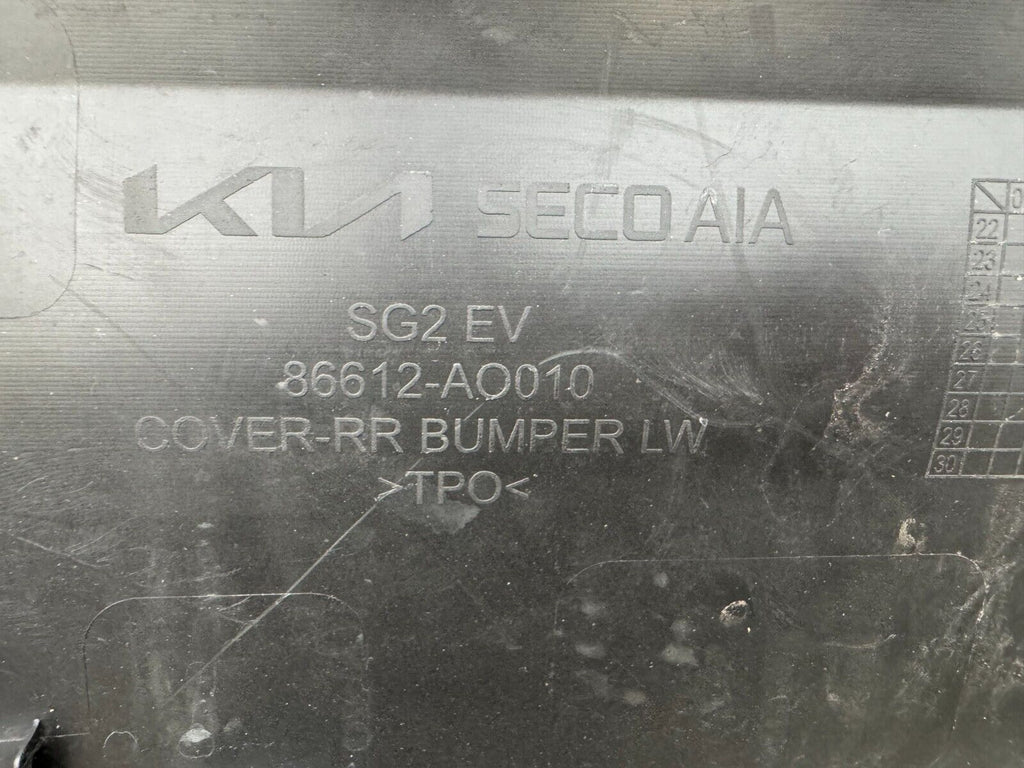 KIA SECO AIA
SG2 EV
86612-AO010
COVER-RR BUMPER LW
>TPO<
0
22
23
24
25
26
27
28
29
30